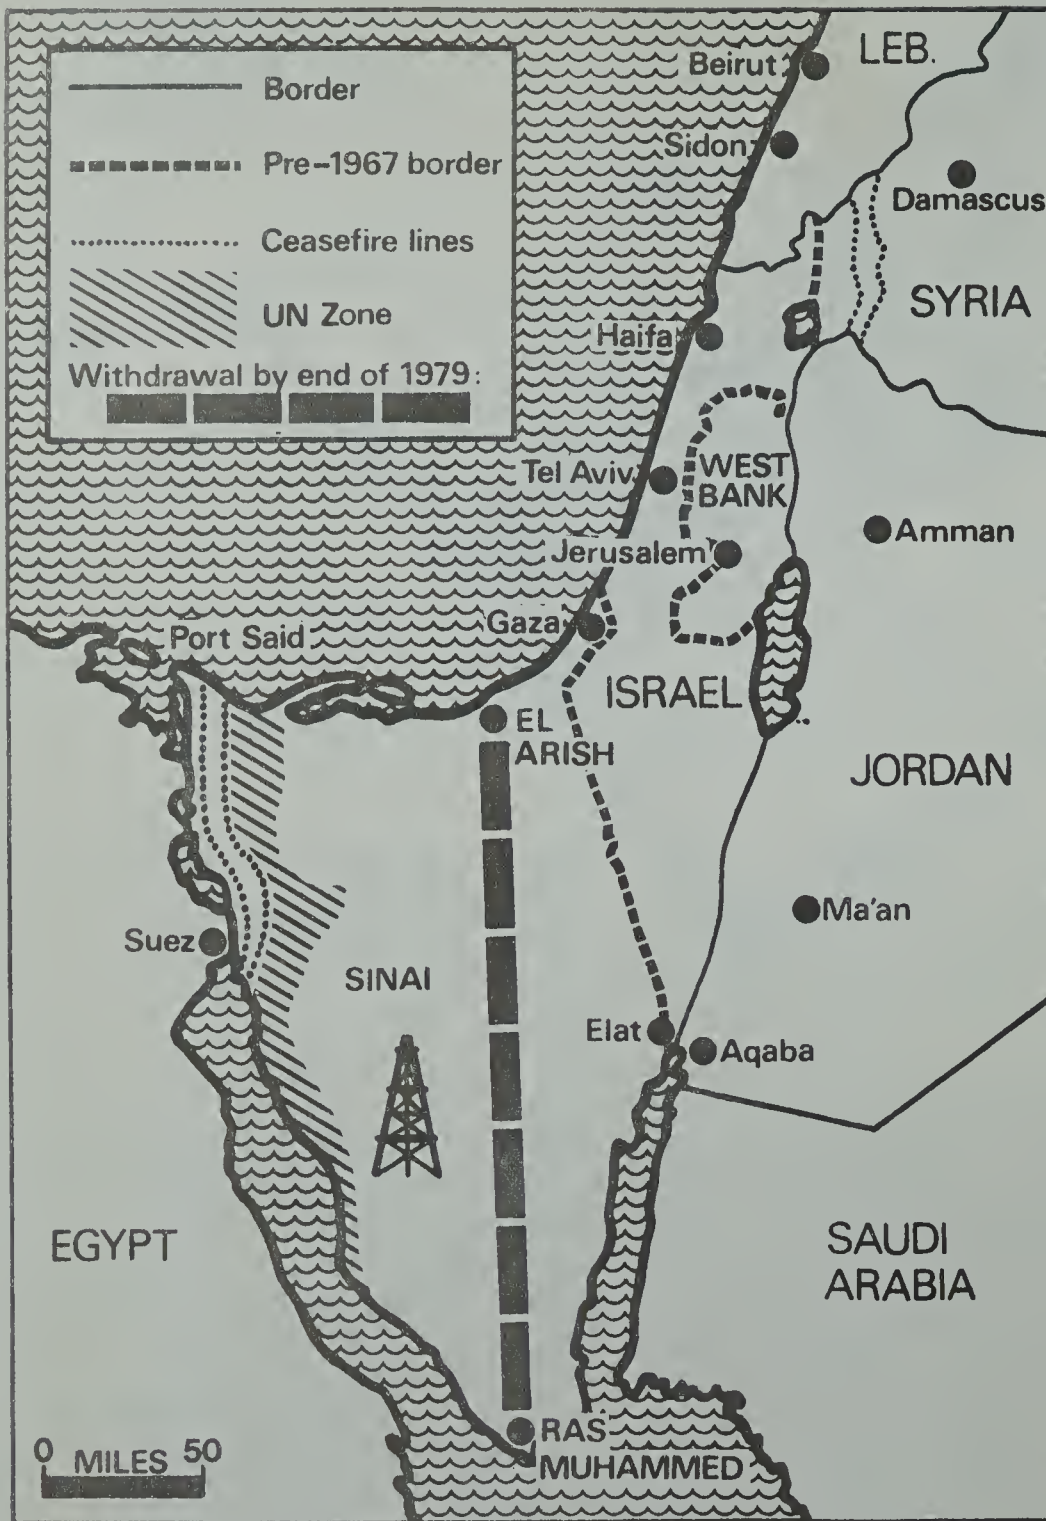 Border
Pre-1967 border
Ceasefire lines
UN Zone
Withdrawal by end of 1979:
Beirut
LEB.
Sidon
Damascus
SYRIA
Haifa
Tel Aviv
WEST
BANK
Amman
Jerusalem
Gaza
Port Said
ISRAEL
EL
ARISH
JORDAN
Ma'an
Suez
SINAI
Elat
Aqaba
EGYPT
SAUDI
ARABIA
RAS
MUHAMMED
0 MILES 50